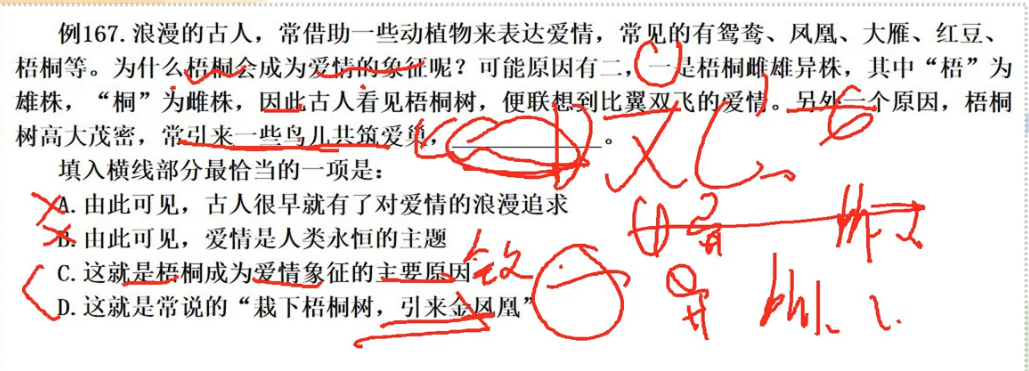 例167.浪漫的古人，常借助一些动植物来表达爱情，常见的有鸳鸯、凤凰、大雁、红豆、
梧桐等。为什么梧桐会成为爱情的象征呢？可能原因有二，一是梧桐雌雄异株，其中“梧”为
雄株，“桐”为雌株，因此古人看见梧桐树，便联想到比翼双飞的爱情。另外一个原因，梧桐
树高大茂密，常引来一些鸟儿共筑爱巢，____________。
填入横线部分最恰当的一项是：
A.由此可见，古人很早就有了对爱情的浪漫追求
B.由此可见，爱情是人类永恒的主题
C.这就是梧桐成为爱情象征的主要原因
D.这就是常说的“栽下梧桐树，引来金凤凰”